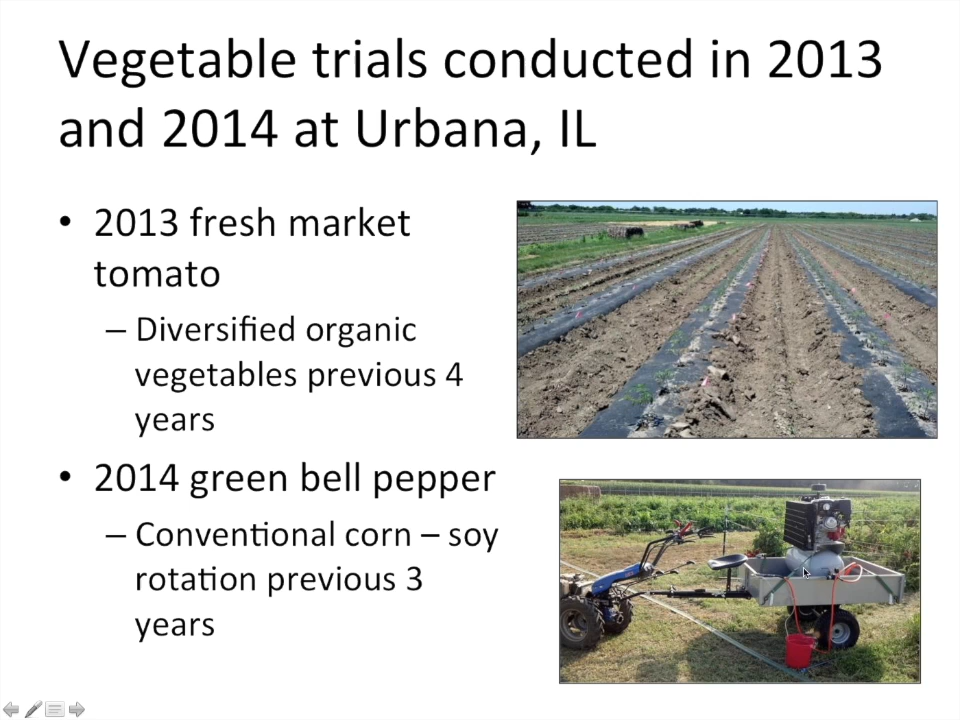 Vegetable trials conducted in 2013
and 2014 at Urbana, IL
• 2013 fresh market
tomato
– Diversified organic
vegetables previous 4
years
• 2014 green bell pepper
– Conventional corn – soy
rotation previous 3
years